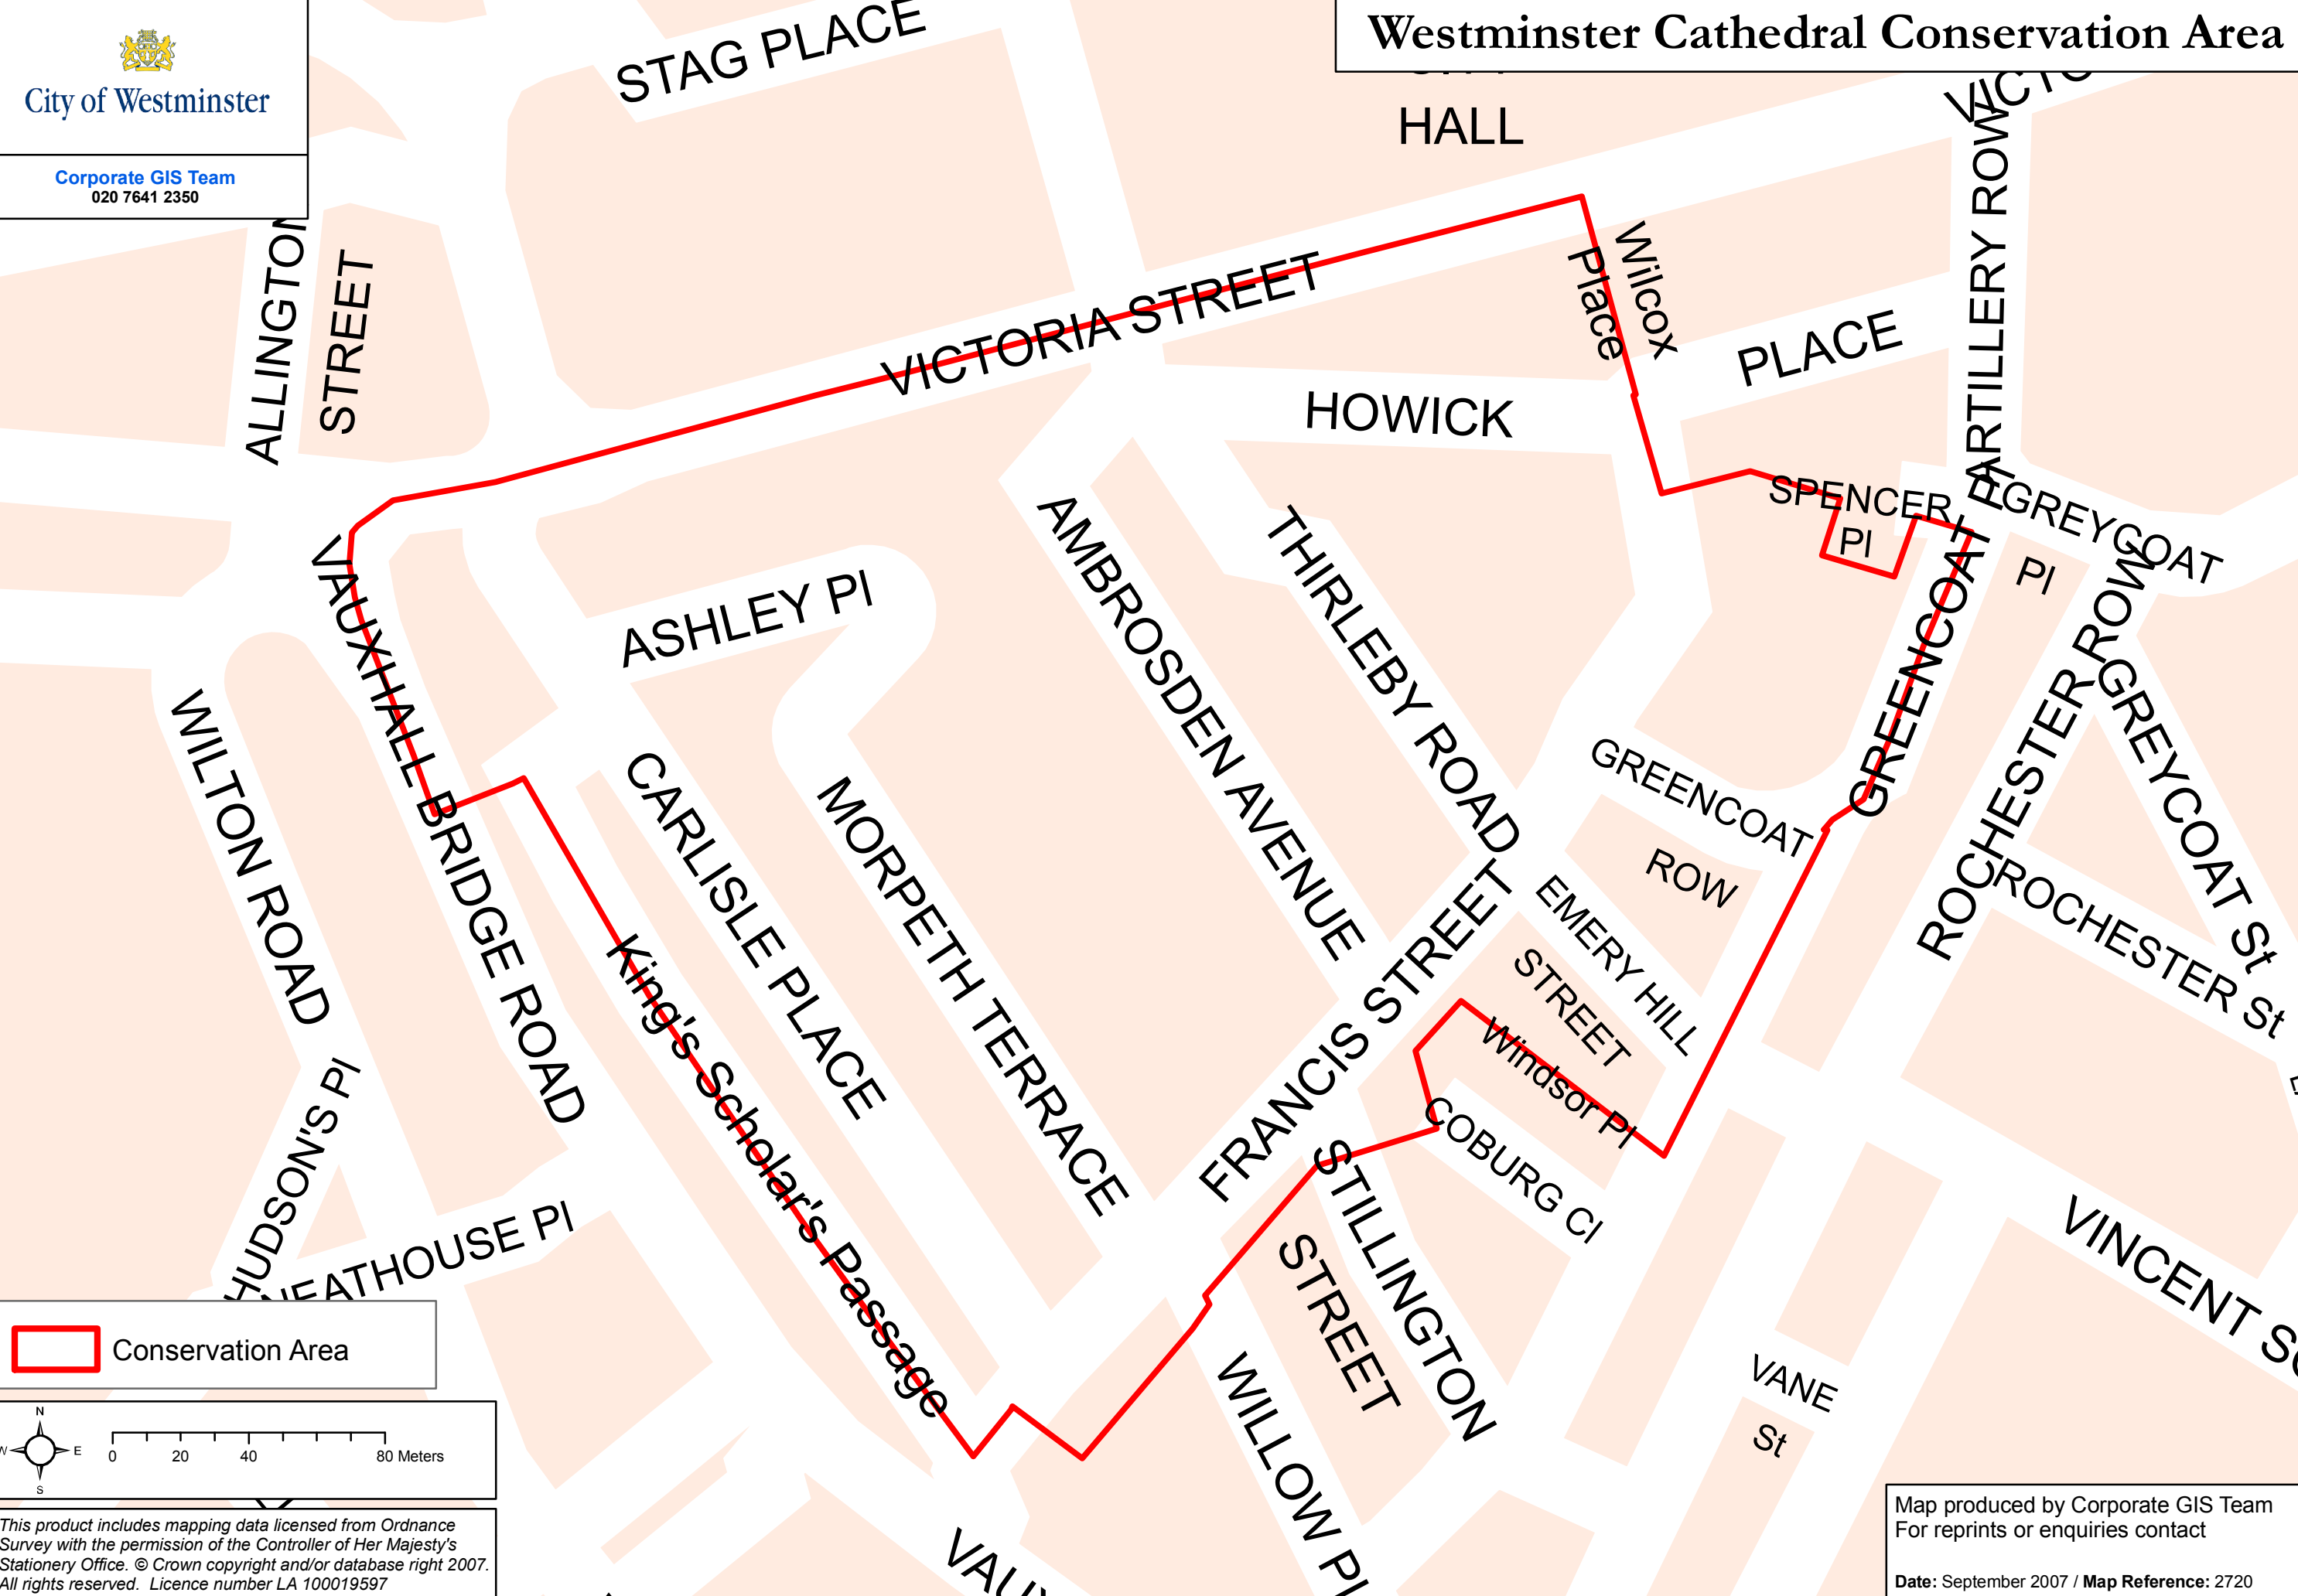 Westminster Cathedral Conservation Area
City of Westminster
Corporate GIS Team
020 7641 2350
STAG PLACE
HALL
ALLINGTON
STREET
VICTORIA STREET
Wilcox
Place
HOWICK
PLACE
ARTILLERY ROW
SPENCER
Pl
GREYCOAT
Pl
GREENCOAT Pl
ROCHESTER ROW
GREYCOAT St
ROCHESTER St
VAUXHALL BRIDGE ROAD
ASHLEY Pl
AMBROSDEN AVENUE
THIRLEBY ROAD
GREENCOAT
ROW
WILTON ROAD
CARLISLE PLACE
MORPETH TERRACE
FRANCIS STREET
EMERY HILL
STREET
Windsor Pl
COBURG Cl
King's Scholar's Passage
HUDSON'S Pl
NEATHOUSE Pl
STILLINGTON
STREET
WILLOW Pl
VINCENT
VANE
St
Conservation Area
N
E
S
0 20 40 80 Meters
This product includes mapping data licensed from Ordnance
Survey with the permission of the Controller of Her Majesty's
Stationery Office. © Crown copyright and/or database right 2007.
All rights reserved. Licence number LA 100019597
Map produced by Corporate GIS Team
For reprints or enquiries contact
Date: September 2007 / Map Reference: 2720